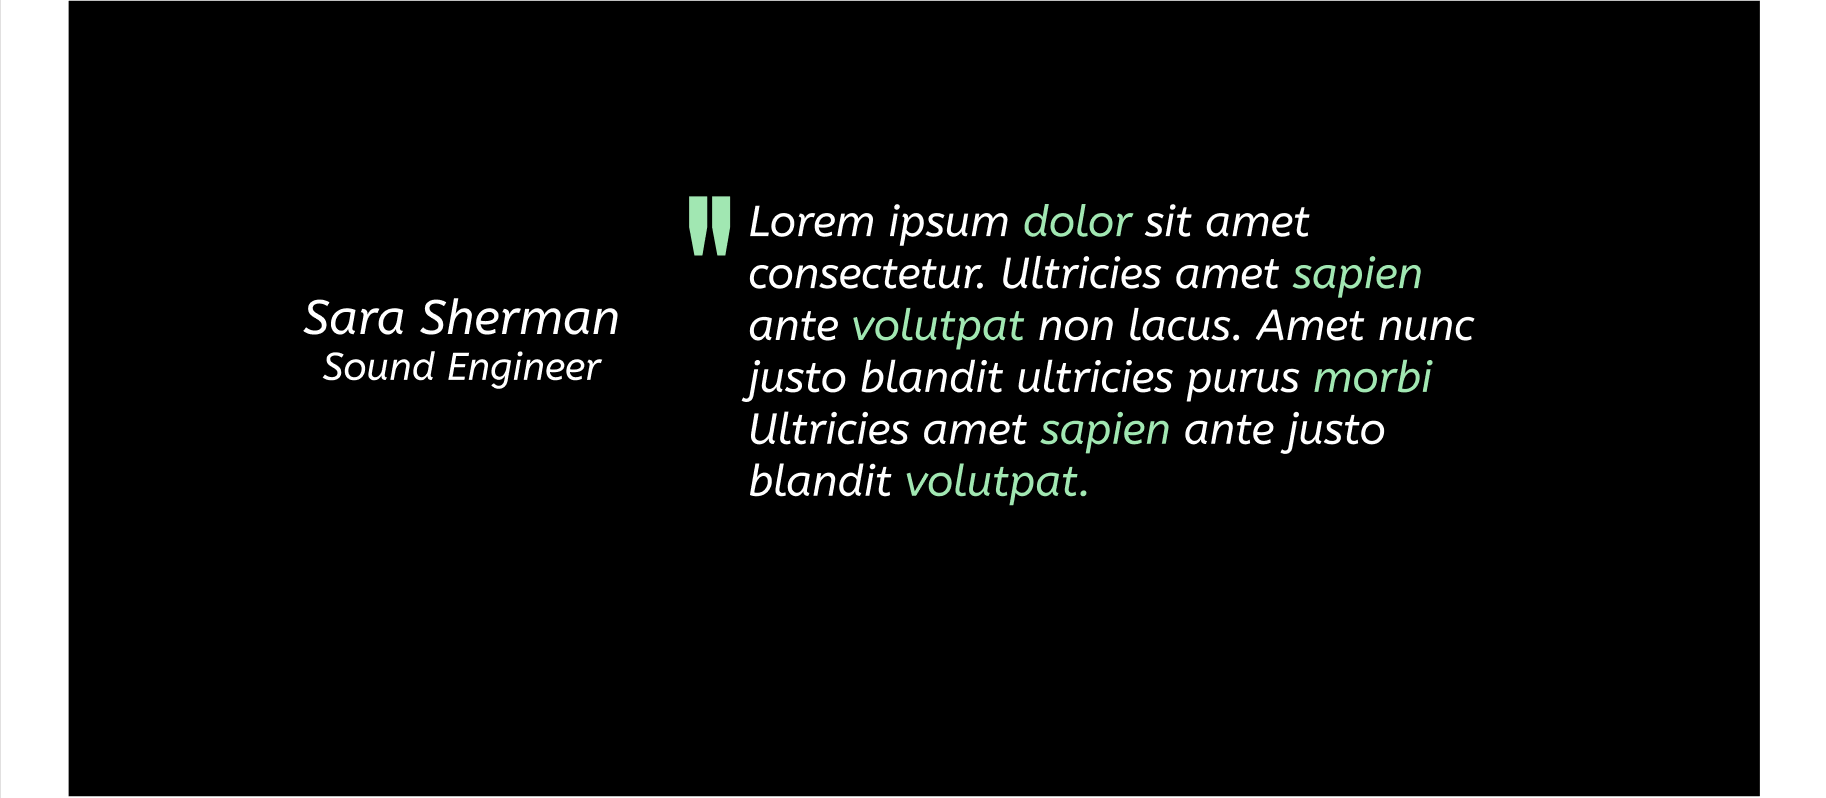 Sara Sherman
Sound Engineer
" Lorem ipsum dolor sit amet
consectetur. Ultricies amet sapien
ante volutpat non lacus. Amet nunc
justo blandit ultricies purus morbi
Ultricies amet sapien ante justo
blandit volutpat.